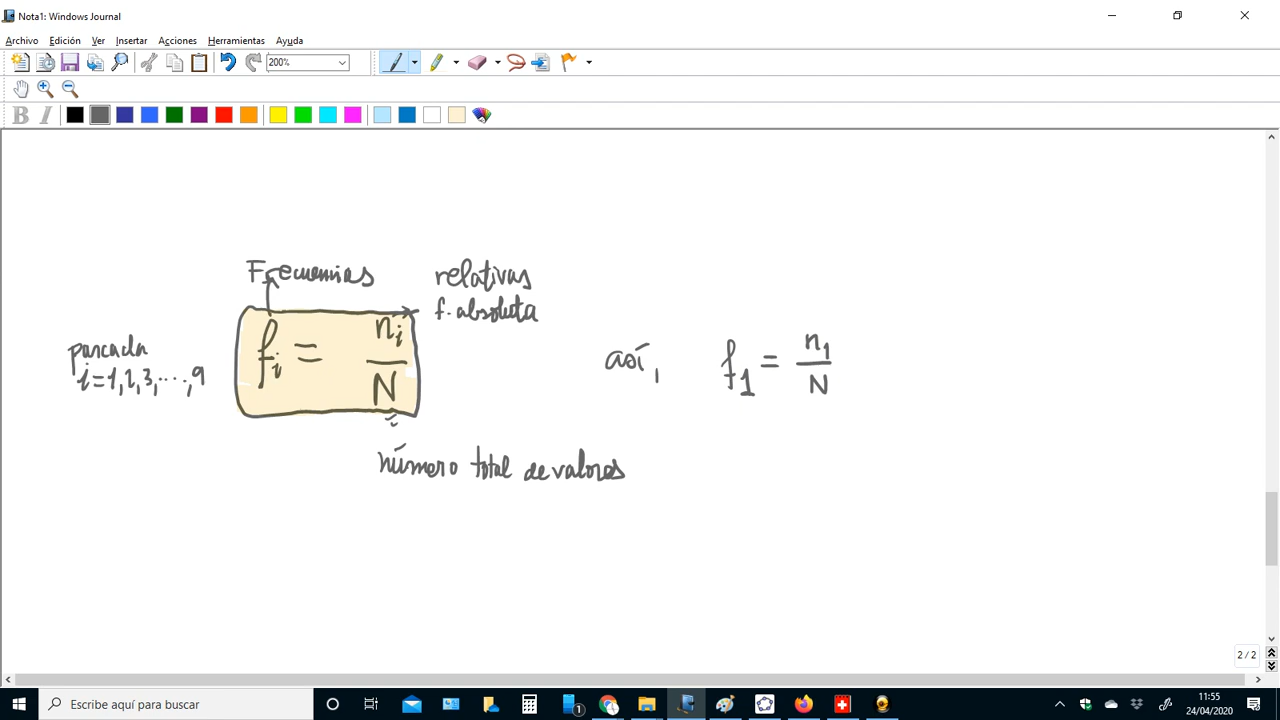 Nota1: Windows Journal
Archivo Edición Ver Insertar Acciones Herramientas Ayuda
200%
B I
Frecuencias relativas
f. absoluta
para cada
i=1,2,3,...,9
fi = ni/N
así, f1 = n1/N
número total de valores
2 / 2
Escribe aquí para buscar
1
11:55
24/04/2020